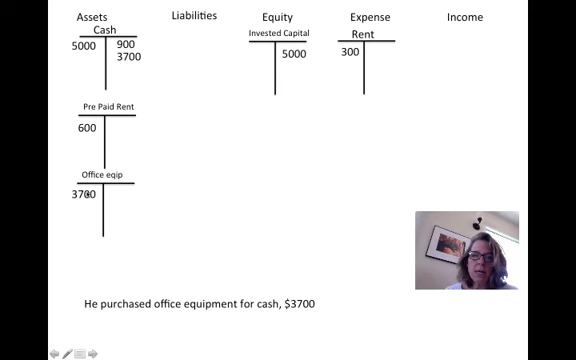 Assets Liabilities Equity Expense Income
Cash
5000 900
3700
Invested Capital
5000
Rent
300
Pre Paid Rent
600
Office eqip
3700
He purchased office equipment for cash, $3700